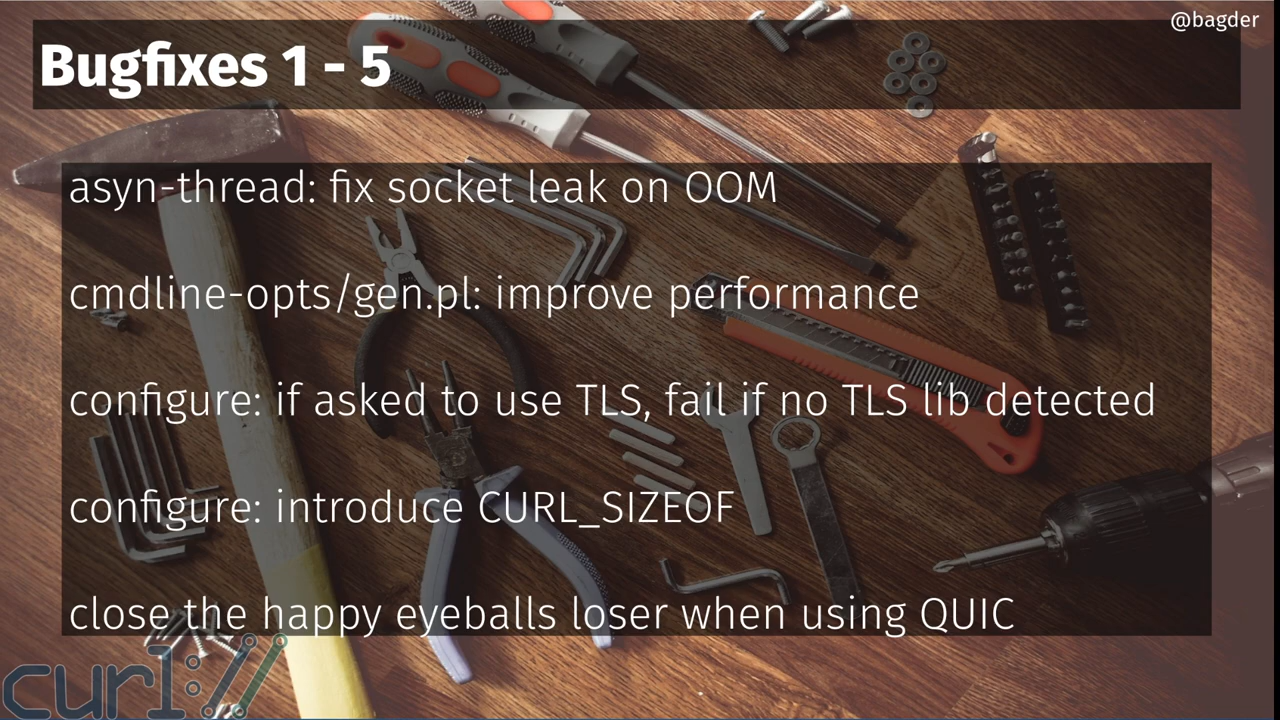 @bagder
Bugfixes 1 - 5
asyn-thread: fix socket leak on OOM
cmdline-opts/gen.pl: improve performance
configure: if asked to use TLS, fail if no TLS lib detected
configure: introduce CURL_SIZEOF
close the happy eyeballs loser when using QUIC
curl://